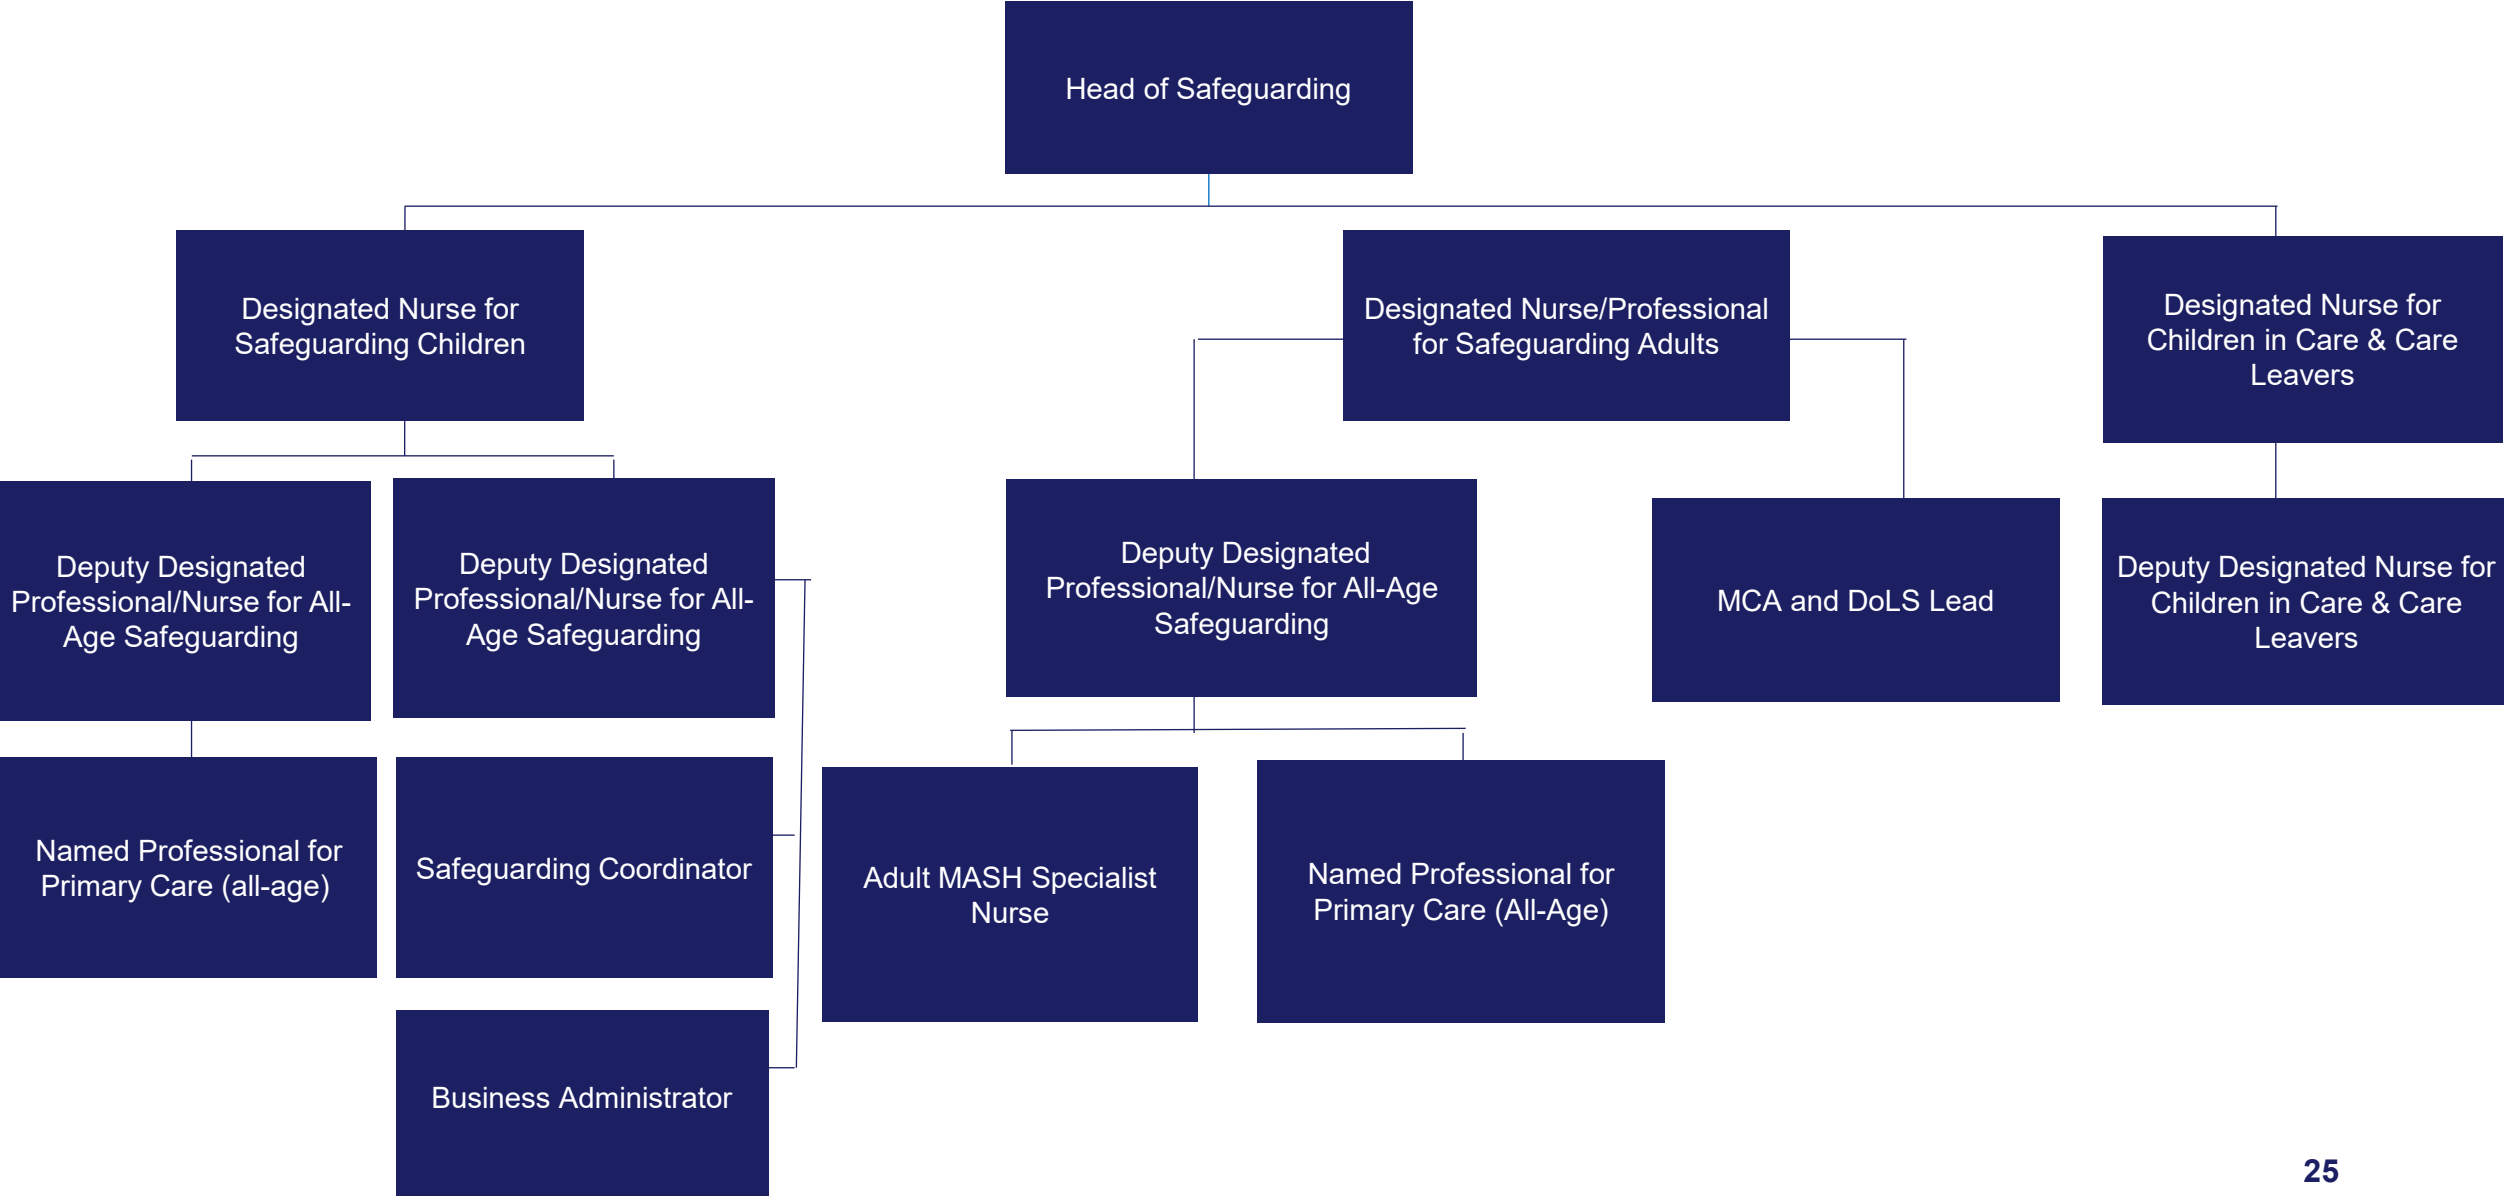 Head of Safeguarding
Designated Nurse for
Safeguarding Children
Designated Nurse/Professional
for Safeguarding Adults
Designated Nurse for
Children in Care & Care
Leavers
Deputy Designated
Professional/Nurse for All-
Age Safeguarding
Deputy Designated
Professional/Nurse for All-
Age Safeguarding
Deputy Designated
Professional/Nurse for All-Age
Safeguarding
MCA and DoLS Lead
Deputy Designated Nurse for
Children in Care & Care
Leavers
Named Professional for
Primary Care (all-age)
Safeguarding Coordinator
Adult MASH Specialist
Nurse
Named Professional for
Primary Care (All-Age)
Business Administrator
25